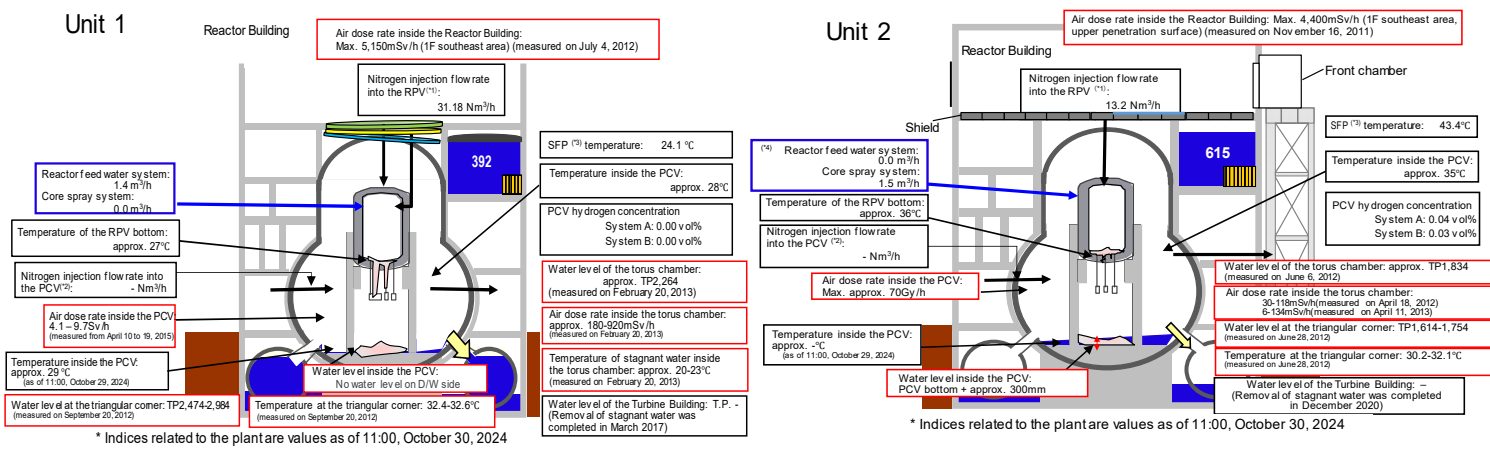 Unit 1
Reactor Building
Air dose rate inside the Reactor Building:
Max. 5,150mSv/h (1F southeast area) (measured on July 4, 2012)
Nitrogen injection flow rate
into the RPV(*1):
31.18 Nm3/h
392
SFP (*3) temperature: 24.1 ℃
Reactor feed water system:
1.4 m3/h
Core spray system:
0.0 m3/h
Temperature inside the PCV:
approx. 28℃
PCV hydrogen concentration
System A: 0.00 vol%
System B: 0.00 vol%
Temperature of the RPV bottom:
approx. 27℃
Nitrogen injection flow rate into
the PCV(*2):
- Nm3/h
Water level of the torus chamber:
approx. TP2,264
(measured on February 20, 2013)
Air dose rate inside the PCV:
4.1 – 9.7Sv/h
(measured from April 10 to 19, 2015)
Air dose rate inside the torus chamber:
approx. 180-920mSv/h
(measured on February 20, 2013)
Temperature inside the PCV:
approx. 29 ℃
(as of 11:00, October 29, 2024)
Water level inside the PCV:
No water level on D/W side
Temperature of stagnant water inside
the torus chamber: approx. 20-23℃
(measured on February 20, 2013)
Water level at the triangular corner: TP2,474-2,984
(measured on September 20, 2012)
Temperature at the triangular corner: 32.4-32.6℃
(measured on September 20, 2012)
Water level of the Turbine Building: T.P. -
(Removal of stagnant water was
completed in March 2017)
* Indices related to the plant are values as of 11:00, October 30, 2024
Unit 2
Air dose rate inside the Reactor Building: Max. 4,400mSv/h (1F southeast area,
upper penetration surface) (measured on November 16, 2011)
Reactor Building
Front chamber
Nitrogen injection flow rate
into the RPV (*1):
13.2 Nm3/h
Shield
615
SFP (*3) temperature: 43.4℃
(*4) Reactor feed water system:
0.0 m3/h
Core spray system:
1.5 m3/h
Temperature inside the PCV:
approx. 35℃
Temperature of the RPV bottom:
approx. 36℃
PCV hydrogen concentration
System A: 0.04 vol%
System B: 0.03 vol%
Nitrogen injection flow rate
into the PCV (*2):
- Nm3/h
Water level of the torus chamber: approx. TP1,834
(measured on June 6, 2012)
Air dose rate inside the PCV:
Max. approx. 70Gy/h
Air dose rate inside the torus chamber:
30-118mSv/h(measured on April 18, 2012)
6-134mSv/h(measured on April 11, 2013)
Water level at the triangular corner: TP1,614-1,754
(measured on June 28, 2012)
Temperature inside the PCV:
approx. -℃
(as of 11:00, October 29, 2024)
Temperature at the triangular corner: 30.2-32.1℃
(measured on June 28, 2012)
Water level inside the PCV:
PCV bottom + approx. 300mm
Water level of the Turbine Building: –
(Removal of stagnant water was completed
in December 2020)
* Indices related to the plant are values as of 11:00, October 30, 2024